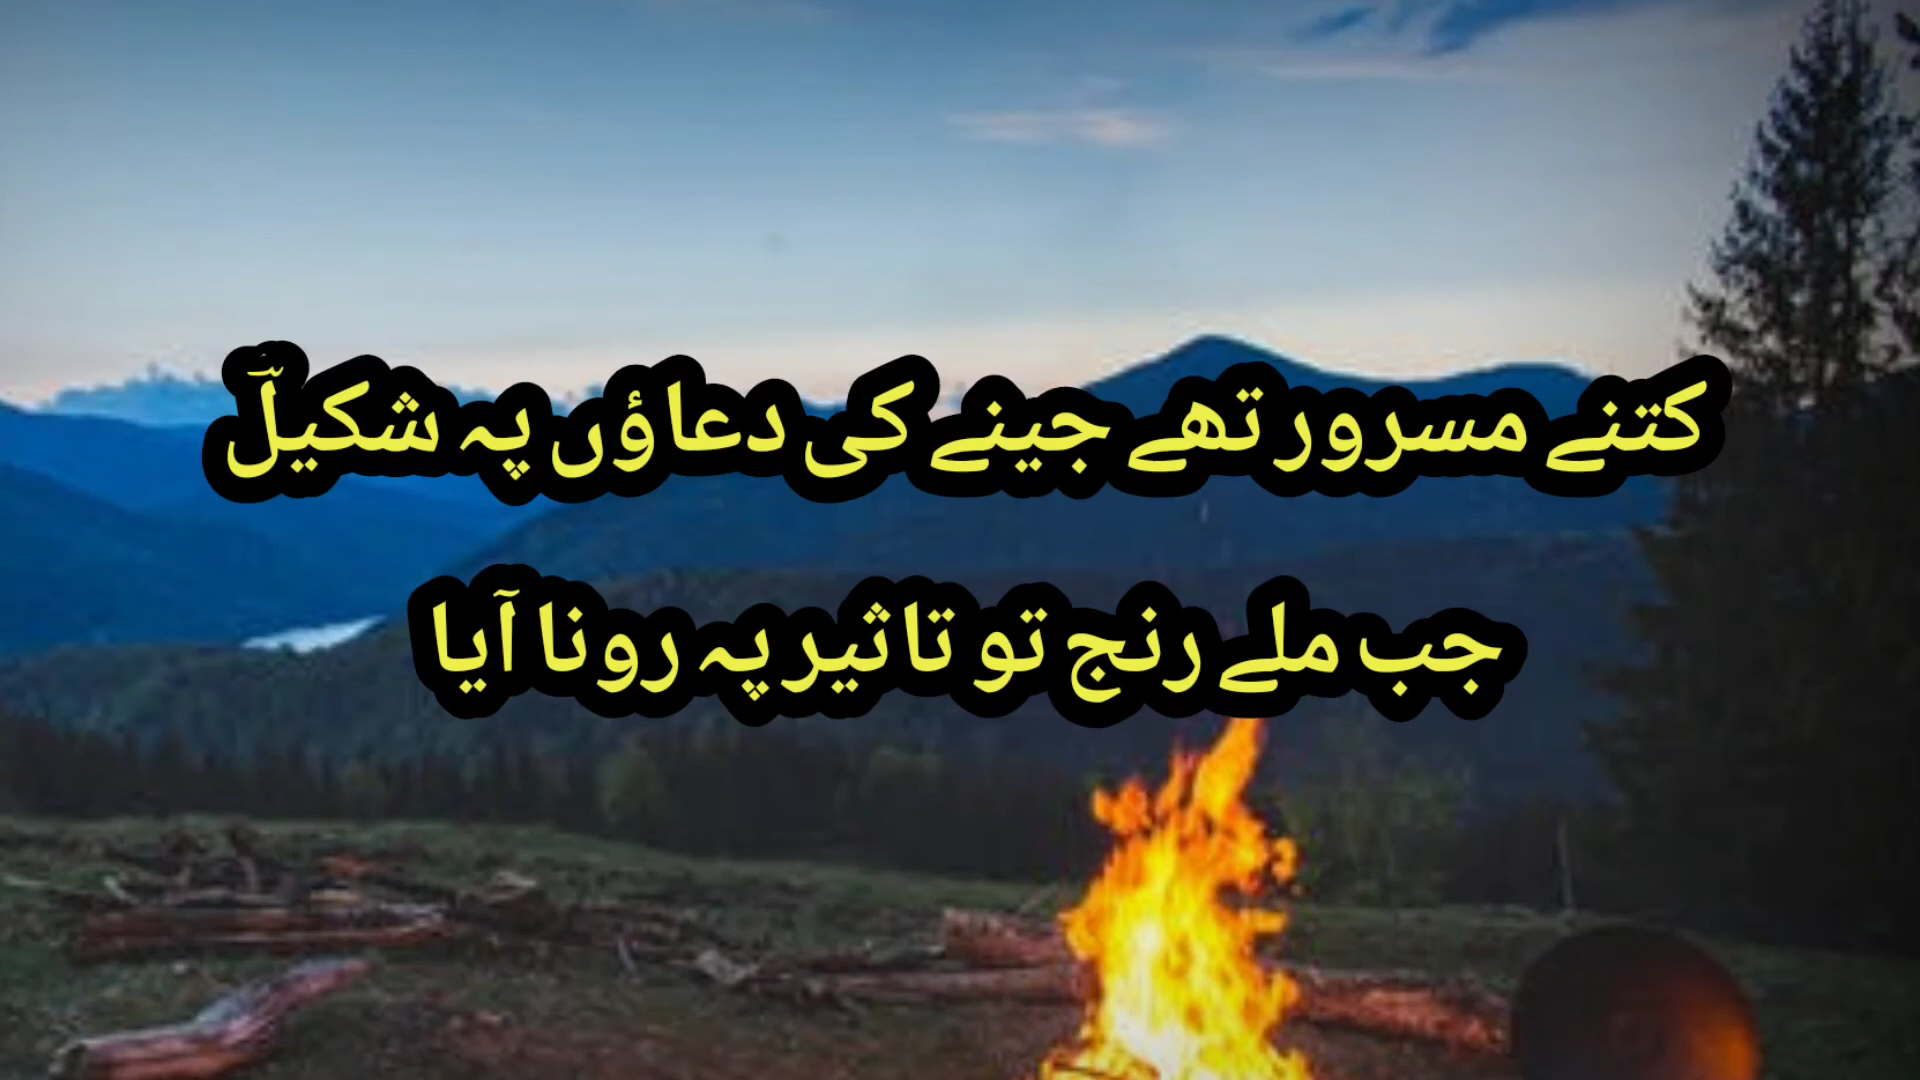 کتنے مسرور تھے جینے کی دعاؤں پہ شکیلؔ
جب ملے رنج تو تاثیر پہ رونا آیا